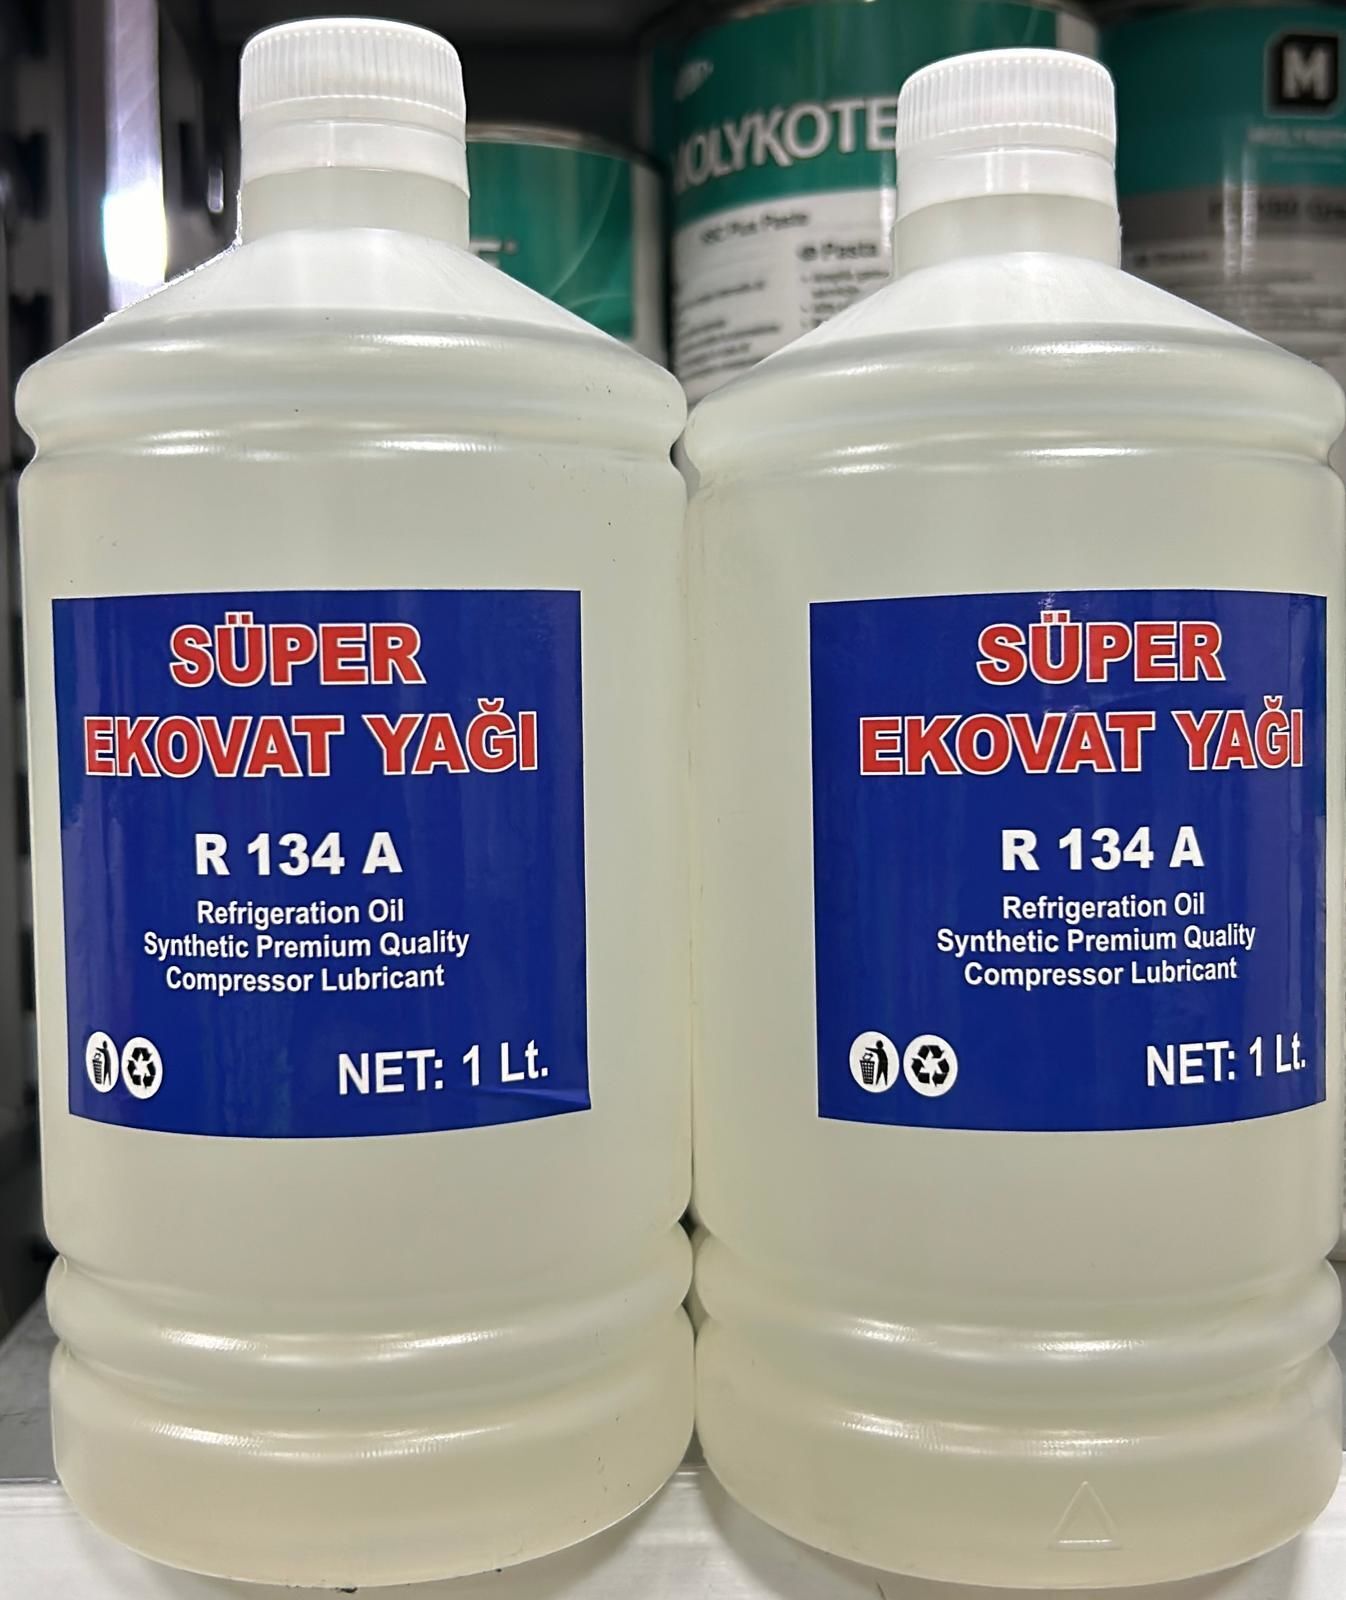 MOLYKOTE
M
SÜPER
EKOVAT YAĞI
R 134 A
Refrigeration Oil
Synthetic Premium Quality
Compressor Lubricant
NET: 1 Lt.
SÜPER
EKOVAT YAĞI
R 134 A
Refrigeration Oil
Synthetic Premium Quality
Compressor Lubricant
NET: 1 Lt.